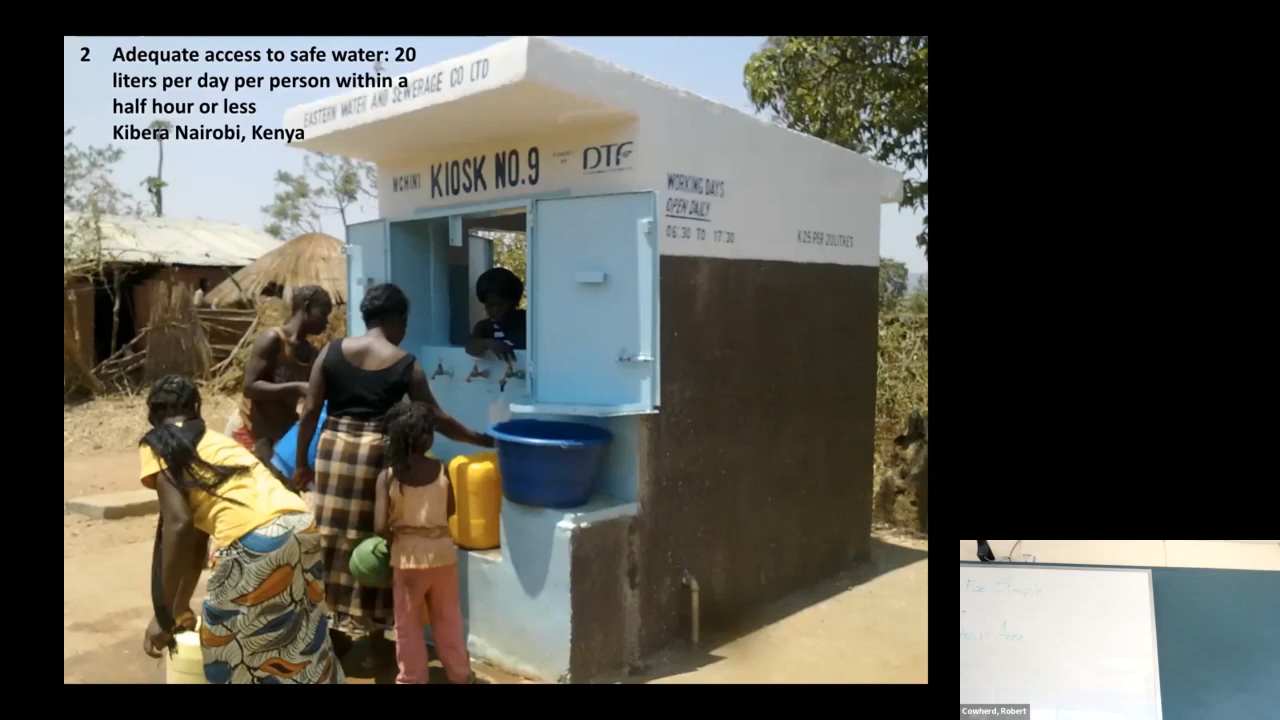 2 Adequate access to safe water: 20
liters per day per person within a
half hour or less
Kibera Nairobi, Kenya
EASTERN WATER AND SEWERAGE CO LTD
MCHINI KIOSK NO.9
DTF
WORKING DAYS
OPEN DAILY
06:30 TO 17:30
K25 PER 20LITRES
Cowherd, Robert